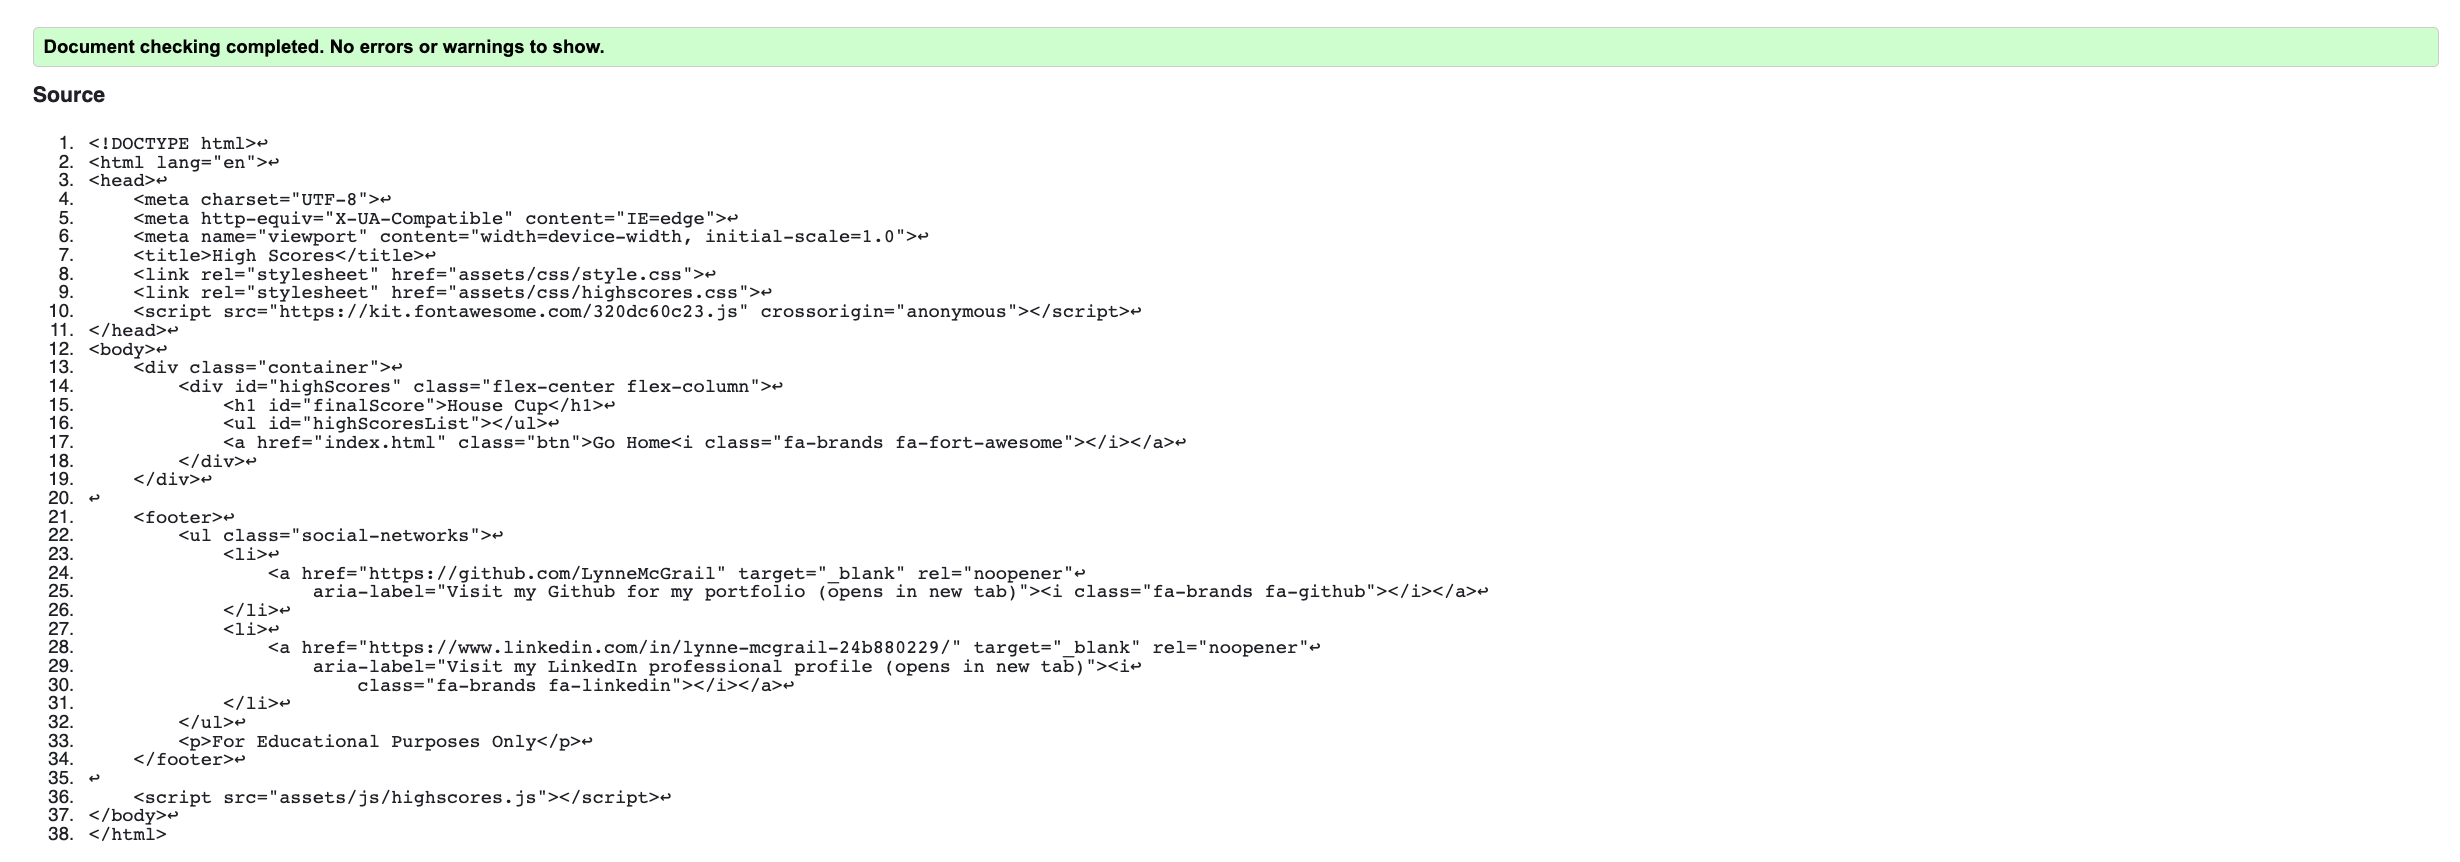 Document checking completed. No errors or warnings to show.
Source
1. <!DOCTYPE html>↩
2. <html lang="en">↩
3. <head>↩
4.     <meta charset="UTF-8">↩
5.     <meta http-equiv="X-UA-Compatible" content="IE=edge">↩
6.     <meta name="viewport" content="width=device-width, initial-scale=1.0">↩
7.     <title>High Scores</title>↩
8.     <link rel="stylesheet" href="assets/css/style.css">↩
9.     <link rel="stylesheet" href="assets/css/highscores.css">↩
10.     <script src="https://kit.fontawesome.com/320dc60c23.js" crossorigin="anonymous"></script>↩
11. </head>↩
12. <body>↩
13.     <div class="container">↩
14.         <div id="highScores" class="flex-center flex-column">↩
15.             <h1 id="finalScore">House Cup</h1>↩
16.             <ul id="highScoresList"></ul>↩
17.             <a href="index.html" class="btn">Go Home<i class="fa-brands fa-fort-awesome"></i></a>↩
18.         </div>↩
19.     </div>↩
20. ↩
21.     <footer>↩
22.         <ul class="social-networks">↩
23.             <li>↩
24.                 <a href="https://github.com/LynneMcGrail" target="_blank" rel="noopener"↩
25.                     aria-label="Visit my Github for my portfolio (opens in new tab)"><i class="fa-brands fa-github"></i></a>↩
26.             </li>↩
27.             <li>↩
28.                 <a href="https://www.linkedin.com/in/lynne-mcgrail-24b880229/" target="_blank" rel="noopener"↩
29.                     aria-label="Visit my LinkedIn professional profile (opens in new tab)"><i↩
30.                         class="fa-brands fa-linkedin"></i></a>↩
31.             </li>↩
32.         </ul>↩
33.         <p>For Educational Purposes Only</p>↩
34.     </footer>↩
35. ↩
36.     <script src="assets/js/highscores.js"></script>↩
37. </body>↩
38. </html>